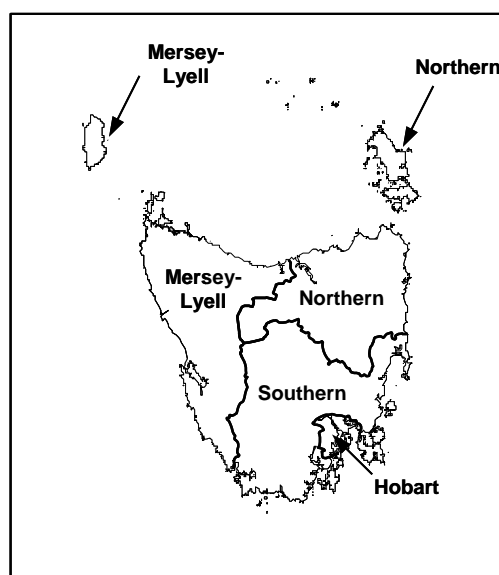 Mersey-
Lyell
Northern
Mersey-
Lyell
Northern
Southern
Hobart